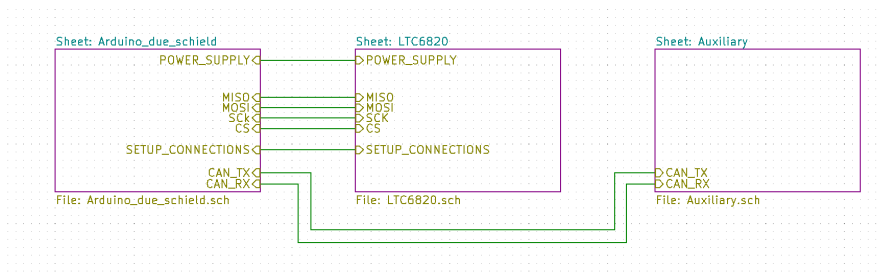 Sheet: Arduino_due_schield
POWER_SUPPLY
MISO
MOSI
SCk
CS
SETUP_CONNECTIONS
CAN_TX
CAN_RX
File: Arduino_due_schield.sch
Sheet: LTC6820
POWER_SUPPLY
MISO
MOSI
SCK
CS
SETUP_CONNECTIONS
File: LTC6820.sch
Sheet: Auxiliary
CAN_TX
CAN_RX
File: Auxiliary.sch